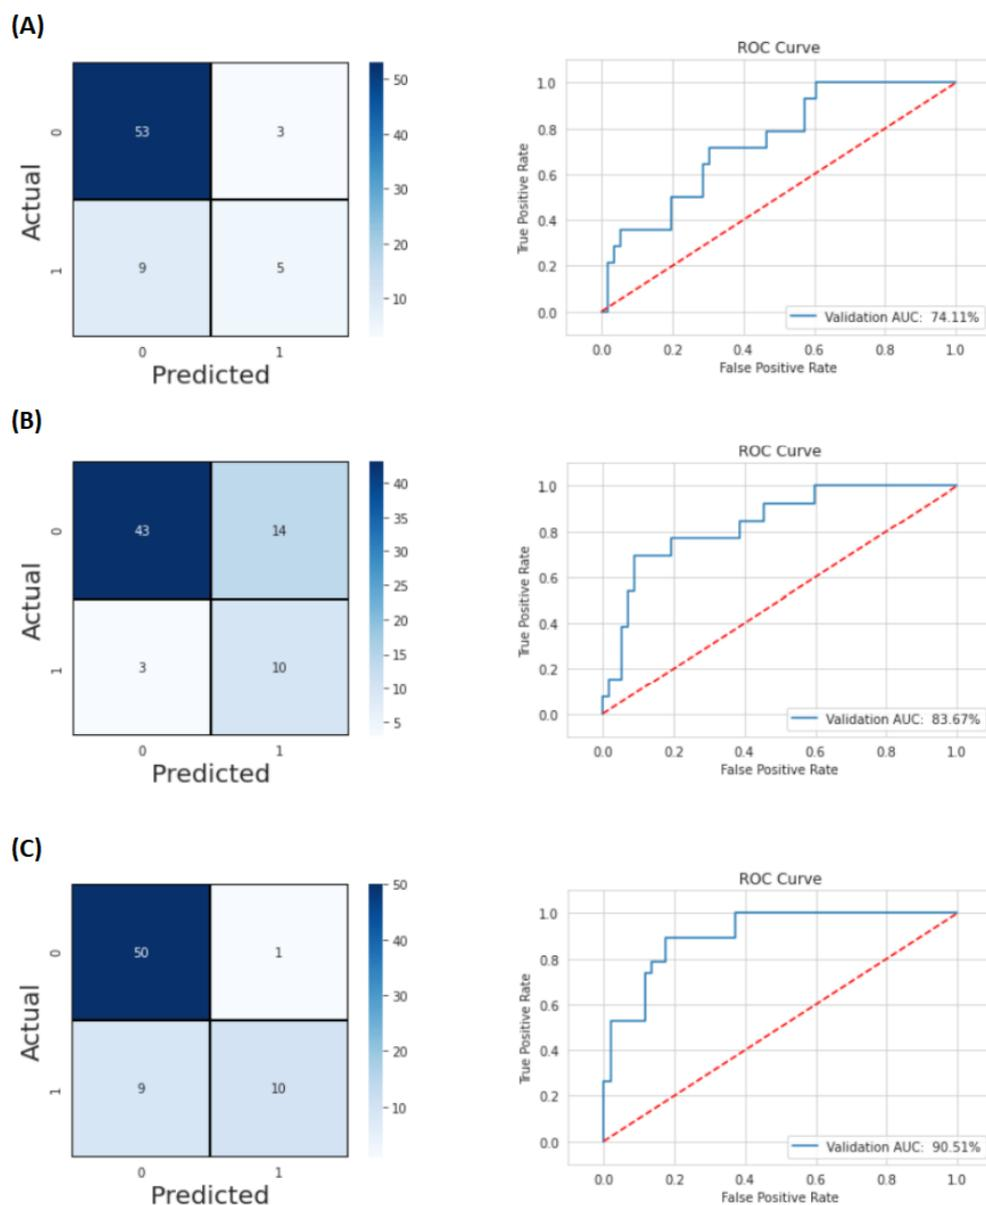 (A)
ROC Curve
0
53
3
50
40
30
20
10
Actual
1
9
5
0
1
Predicted
1.0
0.8
0.6
0.4
0.2
0.0
True Positive Rate
Validation AUC: 74.11%
0.0 0.2 0.4 0.6 0.8 1.0
False Positive Rate
(B)
ROC Curve
0
43
14
40
35
30
25
20
15
10
5
Actual
1
3
10
0
1
Predicted
1.0
0.8
0.6
0.4
0.2
0.0
True Positive Rate
Validation AUC: 83.67%
0.0 0.2 0.4 0.6 0.8 1.0
False Positive Rate
(C)
ROC Curve
0
50
1
50
40
30
20
10
Actual
1
9
10
0
1
Predicted
1.0
0.8
0.6
0.4
0.2
0.0
True Positive Rate
Validation AUC: 90.51%
0.0 0.2 0.4 0.6 0.8 1.0
False Positive Rate